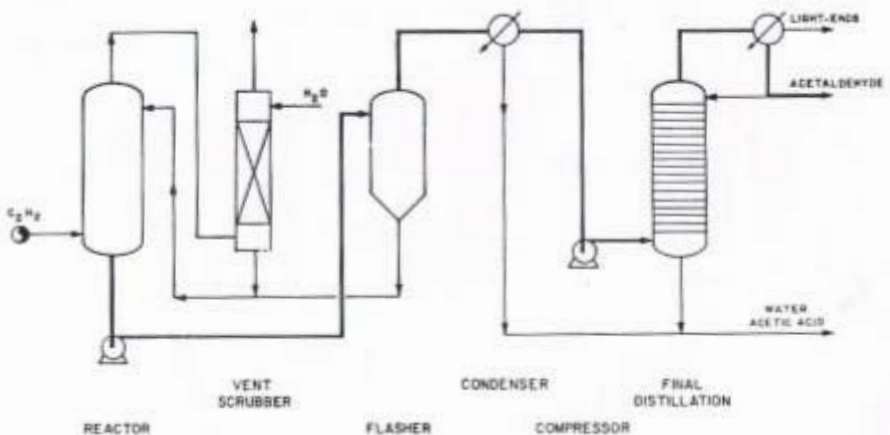 LIGHT-ENDS
ACETALDEHYDE
H2O
C2H2
WATER
ACETIC ACID
VENT
SCRUBBER
CONDENSER
FINAL
DISTILLATION
REACTOR
FLASHER
COMPRESSOR